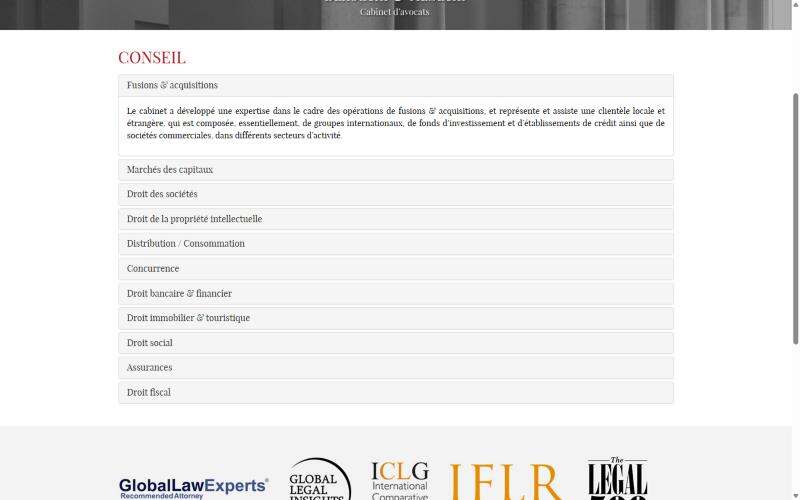 Cabinet d'avocats
CONSEIL
Fusions & acquisitions
Le cabinet a développé une expertise dans le cadre des opérations de fusions & acquisitions, et représente et assiste une clientèle locale et
étrangère, qui est composée, essentiellement, de groupes internationaux, de fonds d'investissement et d'établissements de crédit ainsi que de
sociétés commerciales, dans différents secteurs d'activité.
Marchés des capitaux
Droit des sociétés
Droit de la propriété intellectuelle
Distribution / Consommation
Concurrence
Droit bancaire & financier
Droit immobilier & touristique
Droit social
Assurances
Droit fiscal
GlobalLawExperts®
Recommended Attorney
GLOBAL
LEGAL
INSIGHTS
ICLG
International
Comparative
IFLR
The
LEGAL
500